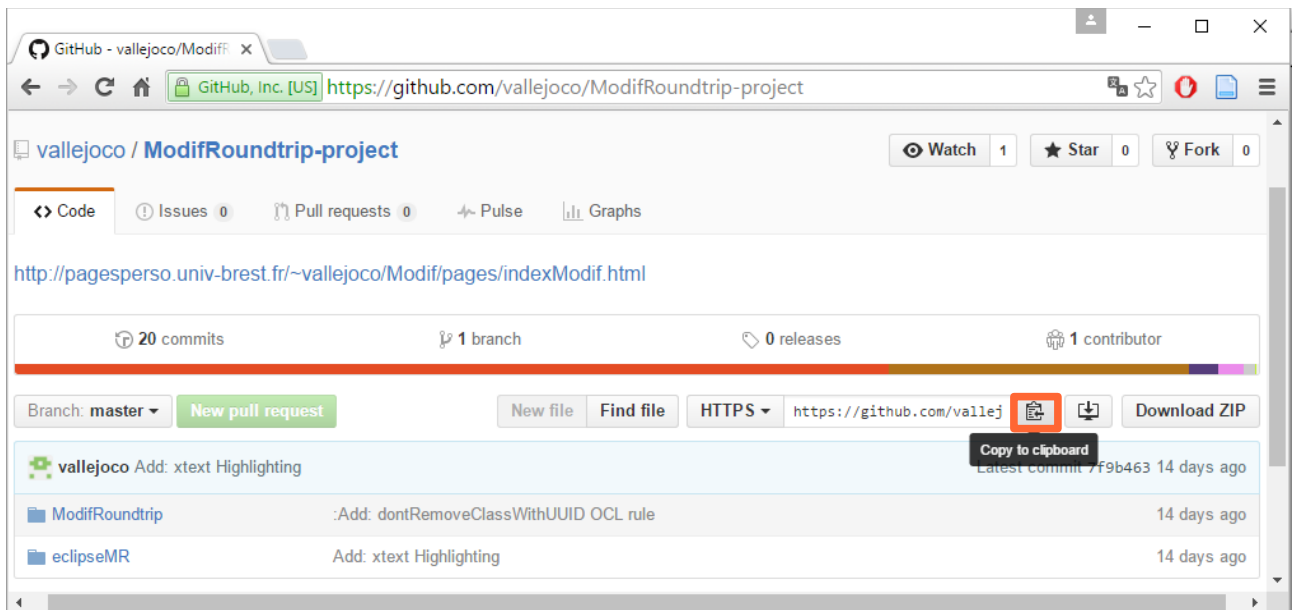 GitHub - vallejoco/ModifR
GitHub, Inc. [US] https://github.com/vallejoco/ModifRoundtrip-project
vallejoco / ModifRoundtrip-project Watch 1 Star 0 Fork 0
Code Issues 0 Pull requests 0 Pulse Graphs
http://pagesperso.univ-brest.fr/~vallejoco/Modif/pages/indexModif.html
20 commits 1 branch 0 releases 1 contributor
Branch: master New pull request New file Find file HTTPS https://github.com/vallej Download ZIP
Copy to clipboard
vallejoco Add: xtext Highlighting Latest commit 7f9b463 14 days ago
ModifRoundtrip :Add: dontRemoveClassWithUUID OCL rule 14 days ago
eclipseMR Add: xtext Highlighting 14 days ago